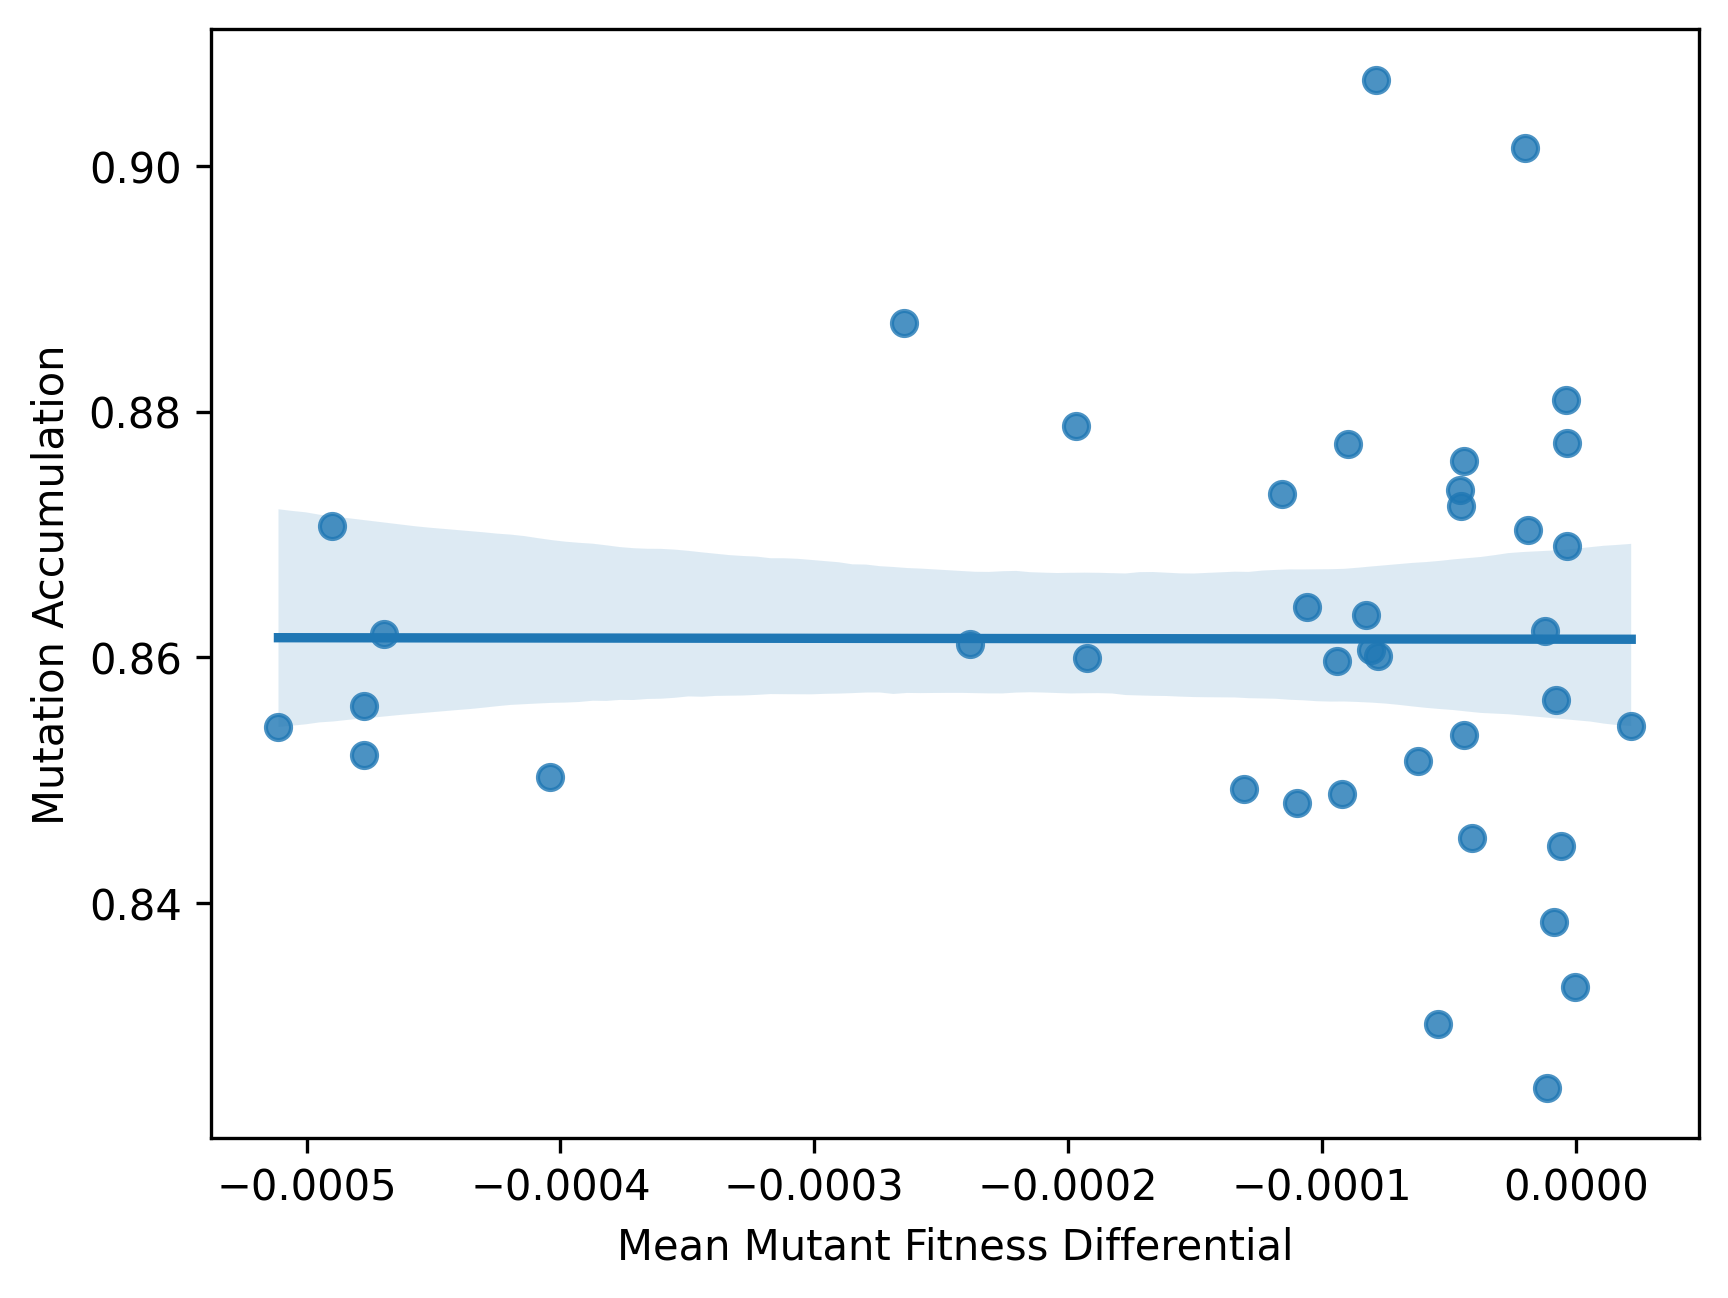 Mutation Accumulation
0.90
0.88
0.86
0.84
−0.0005 −0.0004 −0.0003 −0.0002 −0.0001 0.0000
Mean Mutant Fitness Differential